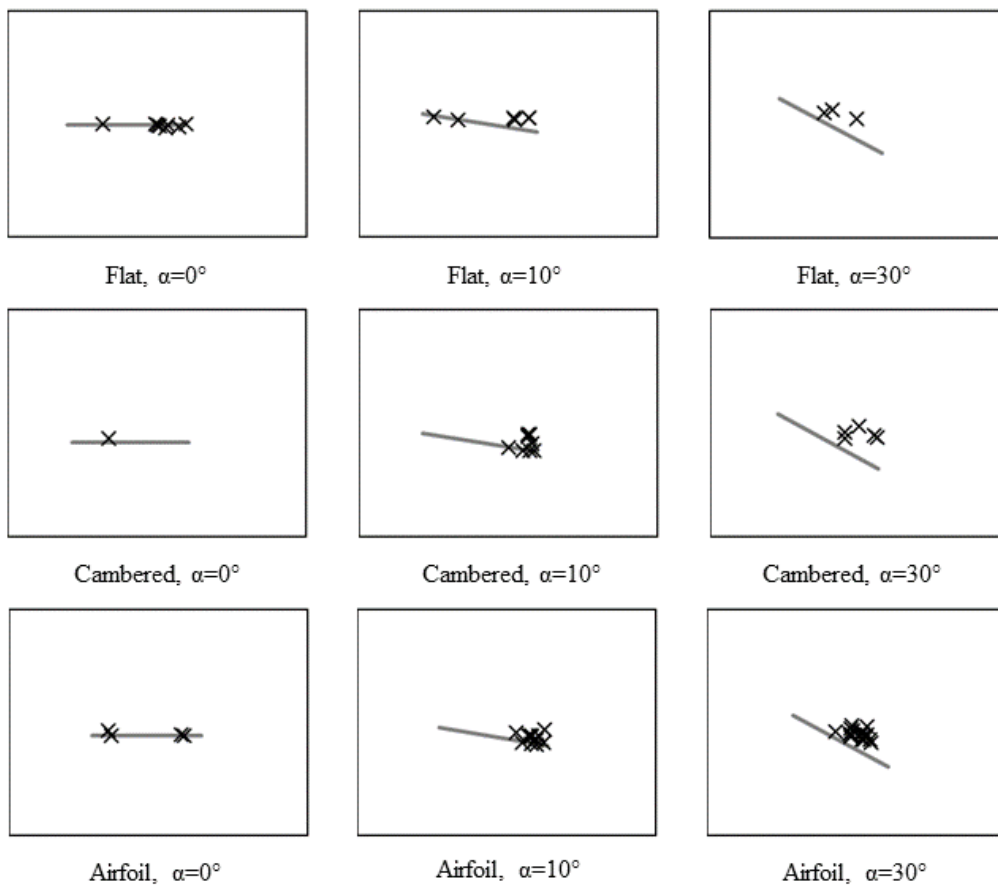 Flat, α=0°
Flat, α=10°
Flat, α=30°
Cambered, α=0°
Cambered, α=10°
Cambered, α=30°
Airfoil, α=0°
Airfoil, α=10°
Airfoil, α=30°